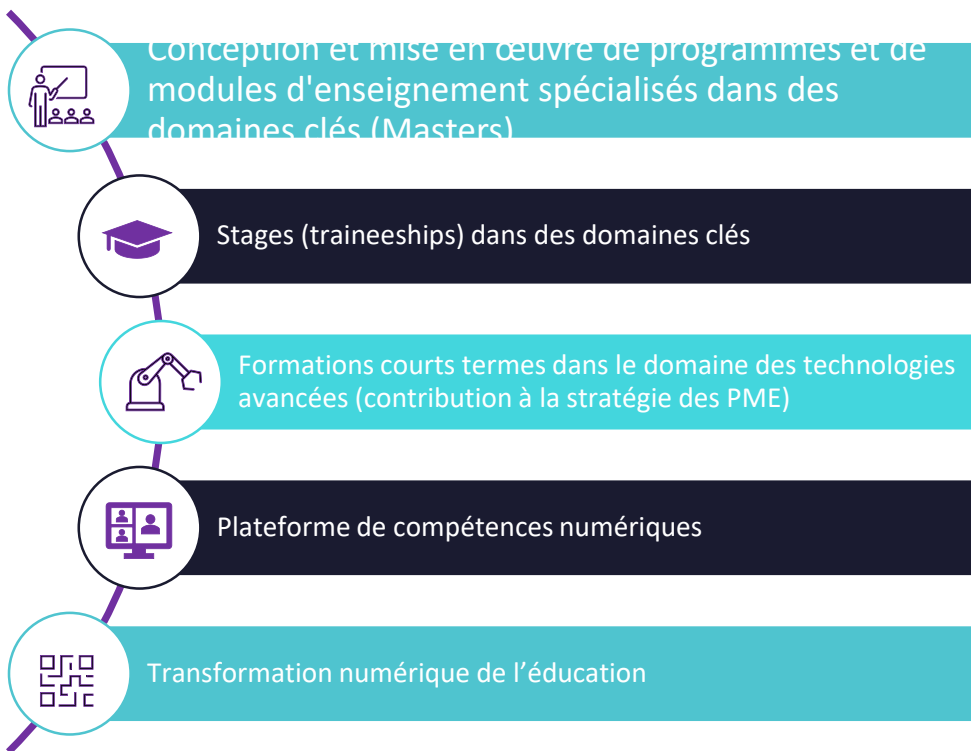 Conception et mise en œuvre de programmes et de
modules d'enseignement spécialisés dans des
domaines clés (Masters)
Stages (traineeships) dans des domaines clés
Formations courts termes dans le domaine des technologies
avancées (contribution à la stratégie des PME)
Plateforme de compétences numériques
Transformation numérique de l’éducation